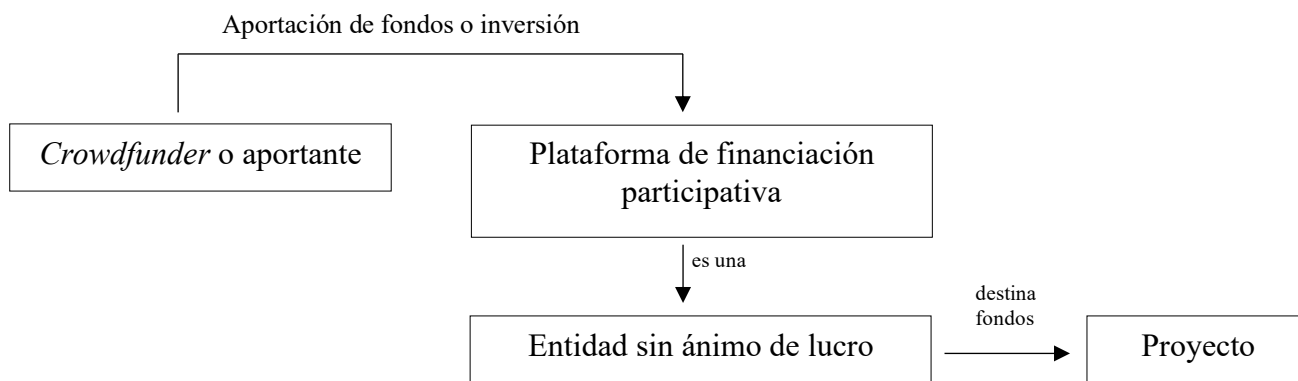 Aportación de fondos o inversión
Crowdfunder o aportante
Plataforma de financiación
participativa
es una
Entidad sin ánimo de lucro
destina
fondos
Proyecto